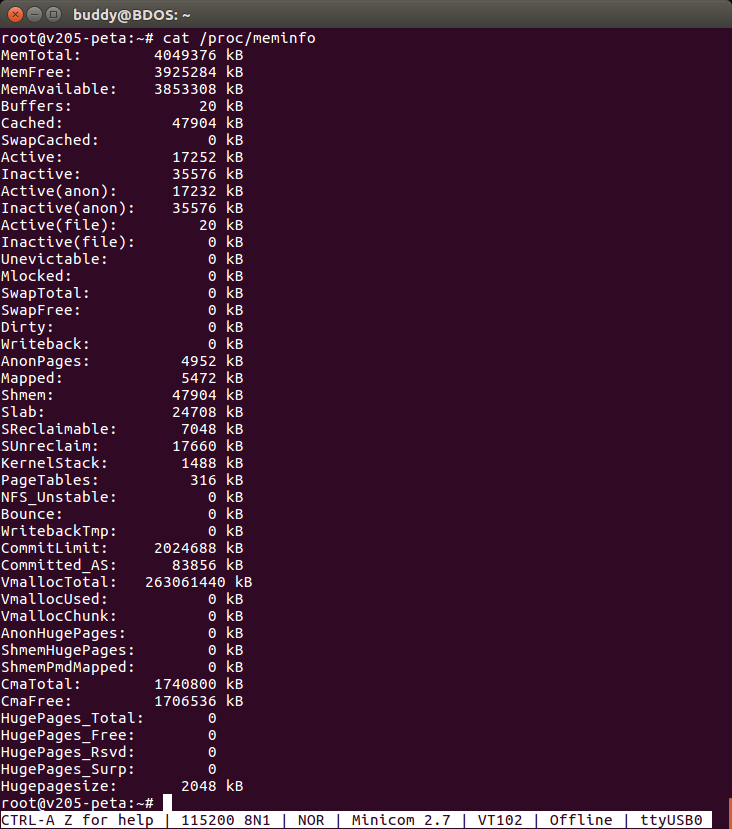 buddy@BDOS: ~
root@v205-peta:~# cat /proc/meminfo
MemTotal:        4049376 kB
MemFree:         3925284 kB
MemAvailable:    3853308 kB
Buffers:              20 kB
Cached:            47904 kB
SwapCached:            0 kB
Active:            17252 kB
Inactive:          35576 kB
Active(anon):      17232 kB
Inactive(anon):    35576 kB
Active(file):         20 kB
Inactive(file):        0 kB
Unevictable:           0 kB
Mlocked:               0 kB
SwapTotal:             0 kB
SwapFree:              0 kB
Dirty:                 0 kB
Writeback:             0 kB
AnonPages:          4952 kB
Mapped:             5472 kB
Shmem:             47904 kB
Slab:              24708 kB
SReclaimable:       7048 kB
SUnreclaim:        17660 kB
KernelStack:        1488 kB
PageTables:          316 kB
NFS_Unstable:          0 kB
Bounce:                0 kB
WritebackTmp:          0 kB
CommitLimit:     2024688 kB
Committed_AS:      83856 kB
VmallocTotal:   263061440 kB
VmallocUsed:           0 kB
VmallocChunk:          0 kB
AnonHugePages:         0 kB
ShmemHugePages:        0 kB
ShmemPmdMapped:        0 kB
CmaTotal:        1740800 kB
CmaFree:         1706536 kB
HugePages_Total:       0
HugePages_Free:        0
HugePages_Rsvd:        0
HugePages_Surp:        0
Hugepagesize:       2048 kB
root@v205-peta:~#
CTRL-A Z for help | 115200 8N1 | NOR | Minicom 2.7 | VT102 | Offline | ttyUSB0